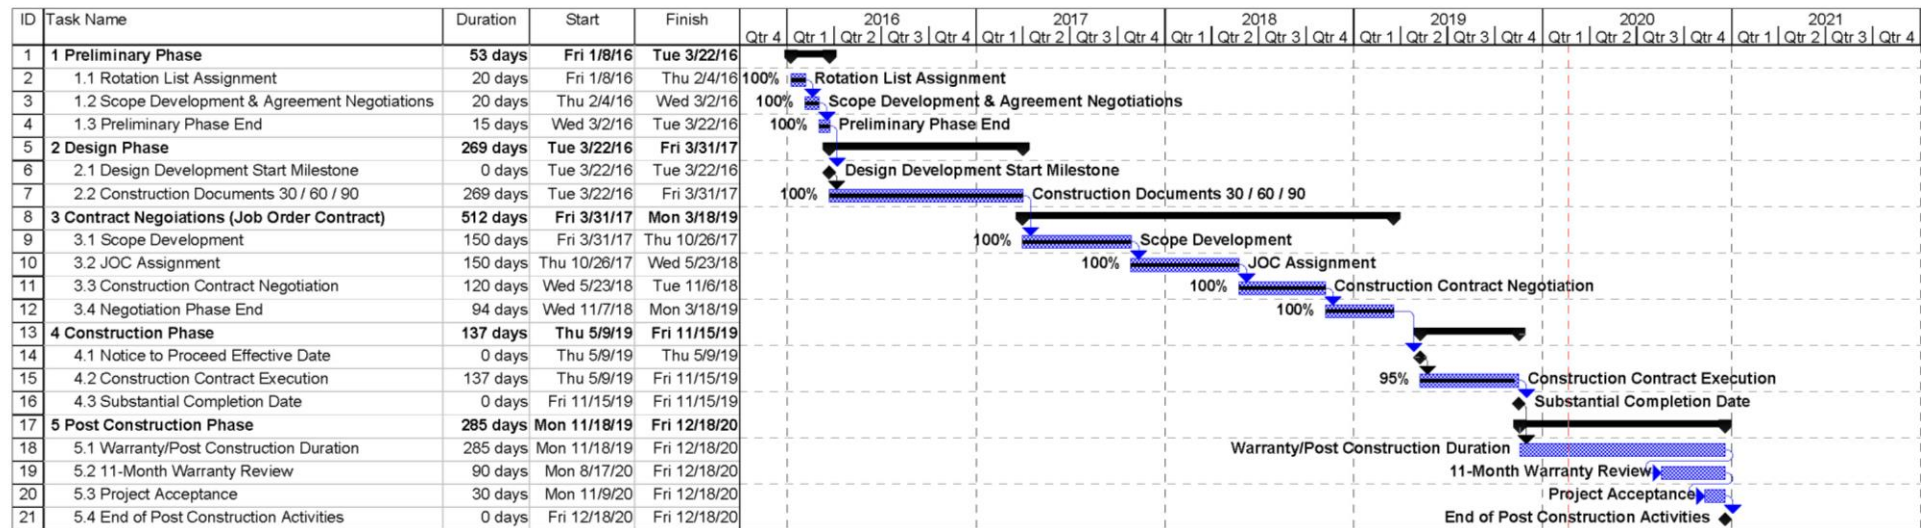 ID Task Name Duration Start Finish 2016 2017 2018 2019 2020 2021
Qtr 4 Qtr 1 Qtr 2 Qtr 3 Qtr 4 Qtr 1 Qtr 2 Qtr 3 Qtr 4 Qtr 1 Qtr 2 Qtr 3 Qtr 4 Qtr 1 Qtr 2 Qtr 3 Qtr 4 Qtr 1 Qtr 2 Qtr 3 Qtr 4 Qtr 1 Qtr 2 Qtr 3 Qtr 4
1 1 Preliminary Phase 53 days Fri 1/8/16 Tue 3/22/16
2 1.1 Rotation List Assignment 20 days Fri 1/8/16 Thu 2/4/16 100% Rotation List Assignment
3 1.2 Scope Development & Agreement Negotiations 20 days Thu 2/4/16 Wed 3/2/16 100% Scope Development & Agreement Negotiations
4 1.3 Preliminary Phase End 15 days Wed 3/2/16 Tue 3/22/16 100% Preliminary Phase End
5 2 Design Phase 269 days Tue 3/22/16 Fri 3/31/17
6 2.1 Design Development Start Milestone 0 days Tue 3/22/16 Tue 3/22/16 Design Development Start Milestone
7 2.2 Construction Documents 30 / 60 / 90 269 days Tue 3/22/16 Fri 3/31/17 100% Construction Documents 30 / 60 / 90
8 3 Contract Negoiations (Job Order Contract) 512 days Fri 3/31/17 Mon 3/18/19
9 3.1 Scope Development 150 days Fri 3/31/17 Thu 10/26/17 100% Scope Development
10 3.2 JOC Assignment 150 days Thu 10/26/17 Wed 5/23/18 100% JOC Assignment
11 3.3 Construction Contract Negotiation 120 days Wed 5/23/18 Tue 11/6/18 100% Construction Contract Negotiation
12 3.4 Negotiation Phase End 94 days Wed 11/7/18 Mon 3/18/19 100%
13 4 Construction Phase 137 days Thu 5/9/19 Fri 11/15/19
14 4.1 Notice to Proceed Effective Date 0 days Thu 5/9/19 Thu 5/9/19
15 4.2 Construction Contract Execution 137 days Thu 5/9/19 Fri 11/15/19 95% Construction Contract Execution
16 4.3 Substantial Completion Date 0 days Fri 11/15/19 Fri 11/15/19 Substantial Completion Date
17 5 Post Construction Phase 285 days Mon 11/18/19 Fri 12/18/20
18 5.1 Warranty/Post Construction Duration 285 days Mon 11/18/19 Fri 12/18/20 Warranty/Post Construction Duration
19 5.2 11-Month Warranty Review 90 days Mon 8/17/20 Fri 12/18/20 11-Month Warranty Review
20 5.3 Project Acceptance 30 days Mon 11/9/20 Fri 12/18/20 Project Acceptance
21 5.4 End of Post Construction Activities 0 days Fri 12/18/20 Fri 12/18/20 End of Post Construction Activities